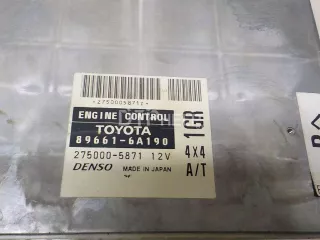 *2750005871*
ENGINE CONTROL
TOYOTA
1GR
89661-6A190
275000-5871 12V
4x4
DENSO MADE IN JAPAN
A/T